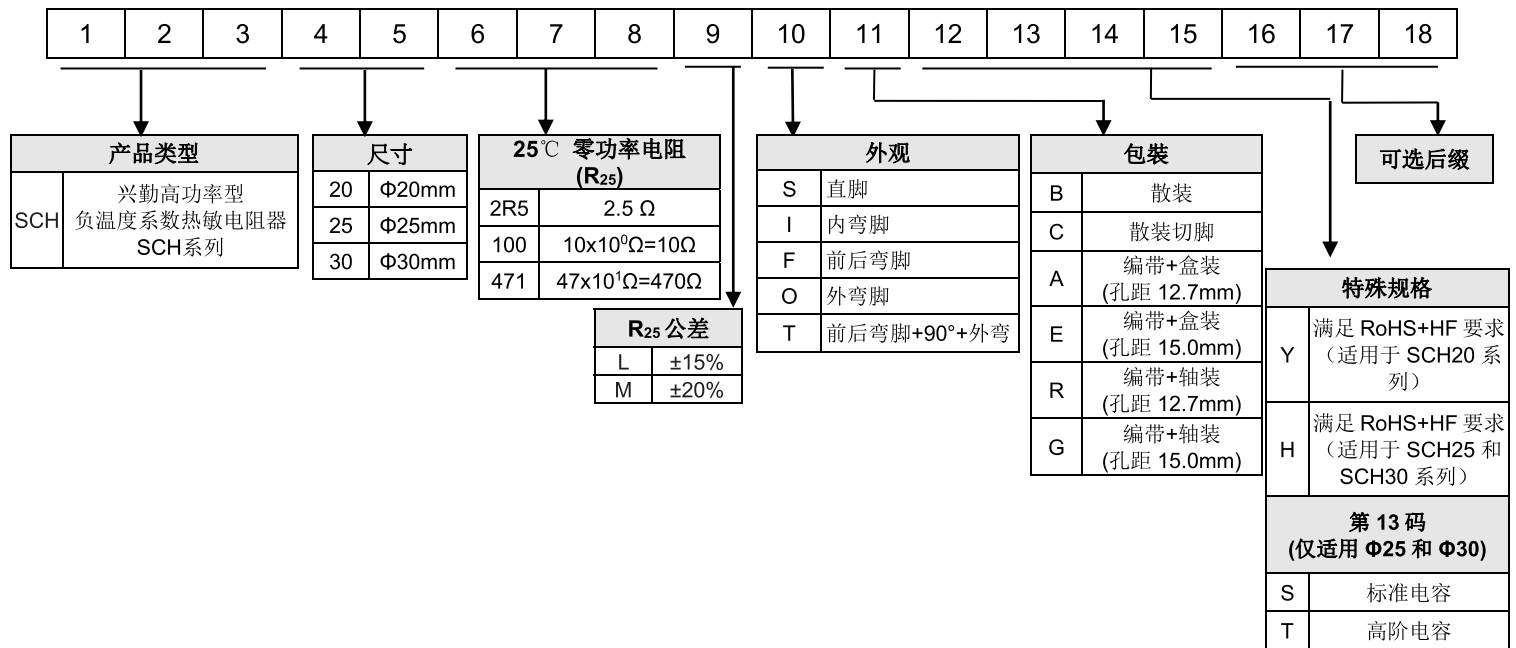 1 2 3 4 5 6 7 8 9 10 11 12 13 14 15 16 17 18
产品类型
SCH
兴勤高功率型
负温度系数热敏电阻器
SCH系列
尺寸
20 Φ20mm
25 Φ25mm
30 Φ30mm
25℃ 零功率电阻
(R₂₅)
2R5 2.5 Ω
100 10x10⁰Ω=10Ω
471 47x10¹Ω=470Ω
R₂₅ 公差
L ±15%
M ±20%
外观
S 直脚
I 内弯脚
F 前后弯脚
O 外弯脚
T 前后弯脚+90°+外弯
包装
B 散装
C 散装切脚
A 编带+盒装
(孔距 12.7mm)
E 编带+盒装
(孔距 15.0mm)
R 编带+轴装
(孔距 12.7mm)
G 编带+轴装
(孔距 15.0mm)
可选后缀
特殊规格
Y 满足 RoHS+HF 要求
（适用于 SCH20 系
列）
H 满足 RoHS+HF 要求
（适用于 SCH25 和
SCH30 系列）
第 13 码
(仅适用 Φ25 和 Φ30)
S 标准电容
T 高阶电容